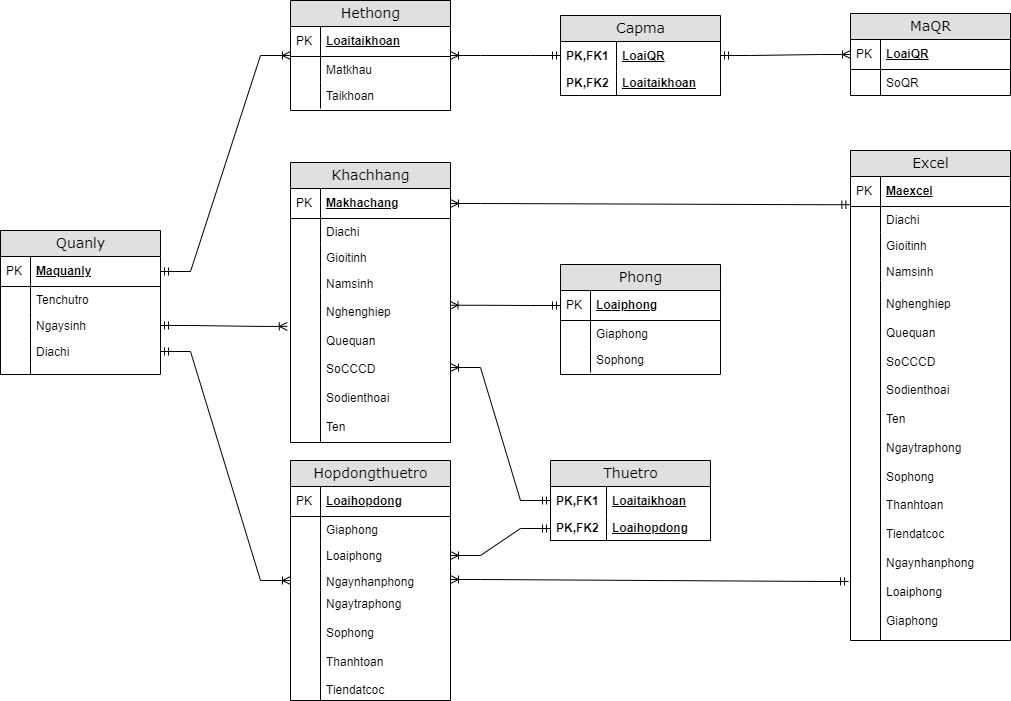 Hethong
PK Loaitaikhoan
Matkhau
Taikhoan
Capma
PK,FK1 LoaiQR
PK,FK2 Loaitaikhoan
MaQR
PK LoaiQR
SoQR
Quanly
PK Maquanly
Tenchutro
Ngaysinh
Diachi
Khachhang
PK Makhachang
Diachi
Gioitinh
Namsinh
Nghenghiep
Quequan
SoCCCD
Sodienthoai
Ten
Phong
PK Loaiphong
Giaphong
Sophong
Excel
PK Maexcel
Diachi
Gioitinh
Namsinh
Nghenghiep
Quequan
SoCCCD
Sodienthoai
Ten
Ngaytraphong
Sophong
Thanhtoan
Tiendatcoc
Ngaynhanphong
Loaiphong
Giaphong
Hopdongthuetro
PK Loaihopdong
Giaphong
Loaiphong
Ngaynhanphong
Ngaytraphong
Sophong
Thanhtoan
Tiendatcoc
Thuetro
PK,FK1 Loaitaikhoan
PK,FK2 Loaihopdong